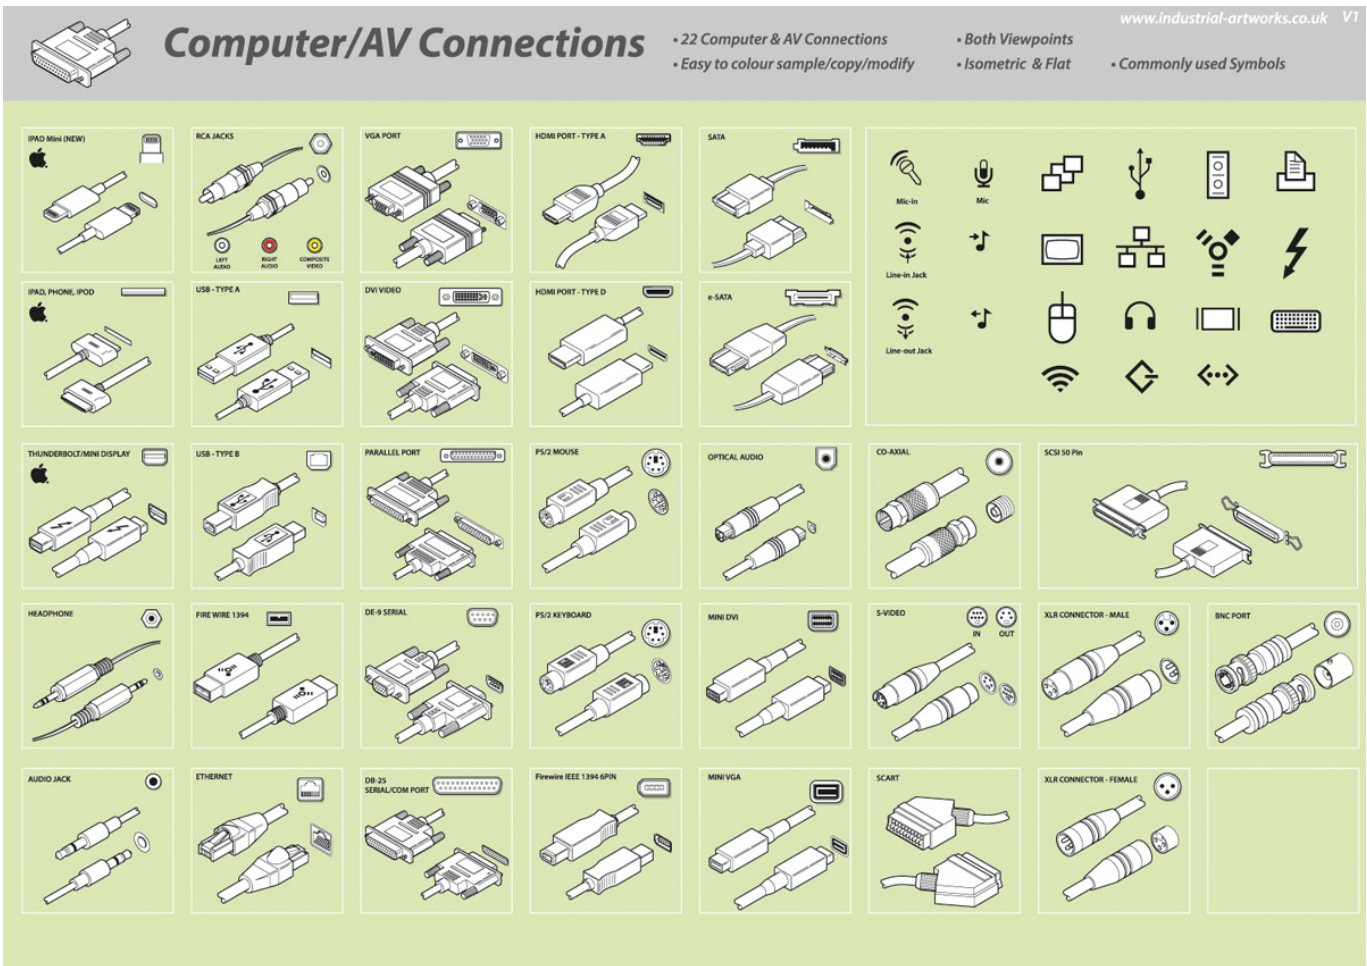 www.industrial-artworks.co.uk V1
Computer/AV Connections
• 22 Computer & AV Connections
• Both Viewpoints
• Easy to colour sample/copy/modify
• Isometric & Flat
• Commonly used Symbols
IPAD Mini (NEW)
RCA JACKS
LEFT AUDIO
RIGHT AUDIO
COMPOSITE VIDEO
VGA PORT
HDMI PORT - TYPE A
SATA
Mic-in
Mic
Line-in Jack
Line-out Jack
IPAD, PHONE, IPOD
USB - TYPE A
DVI VIDEO
HDMI PORT - TYPE D
e-SATA
THUNDERBOLT/MINI DISPLAY
USB - TYPE B
PARALLEL PORT
PS/2 MOUSE
OPTICAL AUDIO
CO-AXIAL
SCSI 50 Pin
HEADPHONE
FIRE WIRE 1394
DE-9 SERIAL
PS/2 KEYBOARD
MINI DVI
S-VIDEO
IN
OUT
XLR CONNECTOR - MALE
BNC PORT
AUDIO JACK
ETHERNET
DB-25
SERIAL/COM PORT
Firewire IEEE 1394 6PIN
MINI VGA
SCART
XLR CONNECTOR - FEMALE